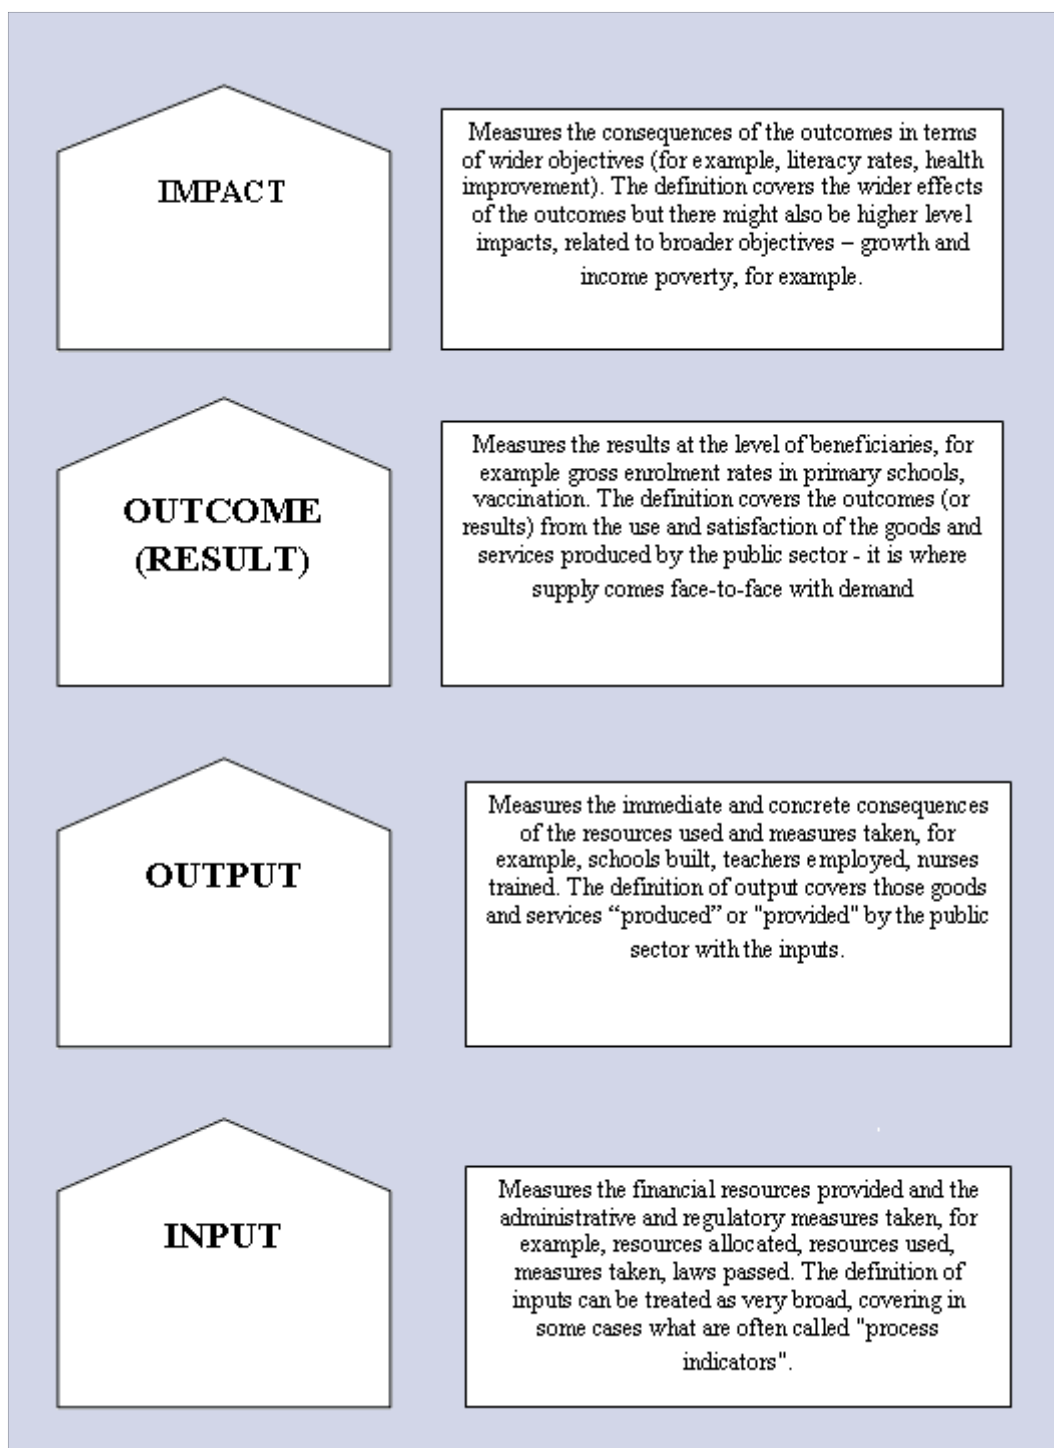 IMPACT
Measures the consequences of the outcomes in terms
of wider objectives (for example, literacy rates, health
improvement). The definition covers the wider effects
of the outcomes but there might also be higher level
impacts, related to broader objectives – growth and
income poverty, for example.
OUTCOME
(RESULT)
Measures the results at the level of beneficiaries, for
example gross enrolment rates in primary schools,
vaccination. The definition covers the outcomes (or
results) from the use and satisfaction of the goods and
services produced by the public sector - it is where
supply comes face-to-face with demand
OUTPUT
Measures the immediate and concrete consequences
of the resources used and measures taken, for
example, schools built, teachers employed, nurses
trained. The definition of output covers those goods
and services “produced” or "provided" by the public
sector with the inputs.
INPUT
Measures the financial resources provided and the
administrative and regulatory measures taken, for
example, resources allocated, resources used,
measures taken, laws passed. The definition of
inputs can be treated as very broad, covering in
some cases what are often called "process
indicators".